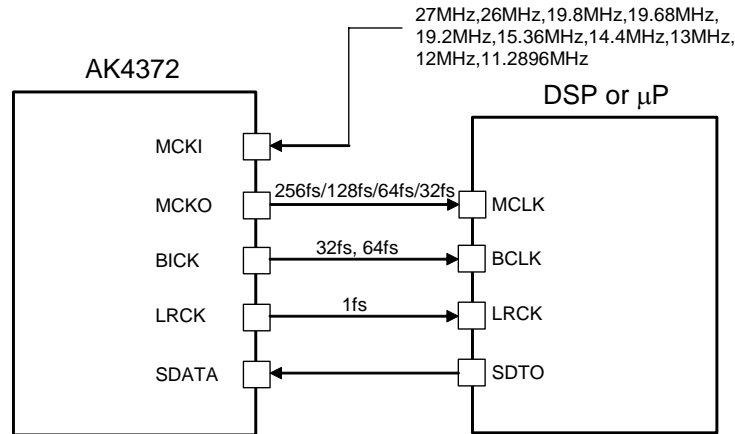 27MHz,26MHz,19.8MHz,19.68MHz,
19.2MHz,15.36MHz,14.4MHz,13MHz,
12MHz,11.2896MHz
AK4372
DSP or μP
MCKI
MCKO
256fs/128fs/64fs/32fs
MCLK
BICK
32fs, 64fs
BCLK
LRCK
1fs
LRCK
SDATA
SDTO